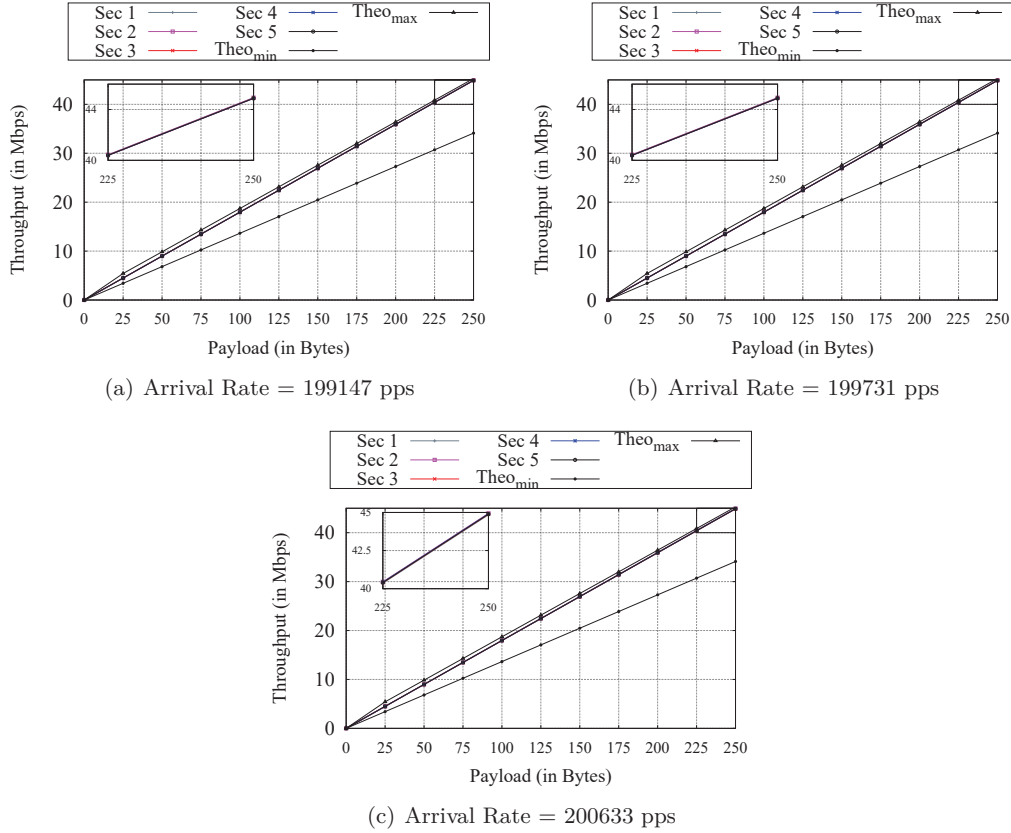 Sec 1 Sec 4 Theo_max
Sec 2 Sec 5
Sec 3 Theo_min
Throughput (in Mbps)
40
30
20
10
0
44
40
225 250
0 25 50 75 100 125 150 175 200 225 250
Payload (in Bytes)
(a) Arrival Rate = 199147 pps
Sec 1 Sec 4 Theo_max
Sec 2 Sec 5
Sec 3 Theo_min
Throughput (in Mbps)
40
30
20
10
0
44
40
225 250
0 25 50 75 100 125 150 175 200 225 250
Payload (in Bytes)
(b) Arrival Rate = 199731 pps
Sec 1 Sec 4 Theo_max
Sec 2 Sec 5
Sec 3 Theo_min
Throughput (in Mbps)
40
30
20
10
0
45
42.5
40
225 250
0 25 50 75 100 125 150 175 200 225 250
Payload (in Bytes)
(c) Arrival Rate = 200633 pps